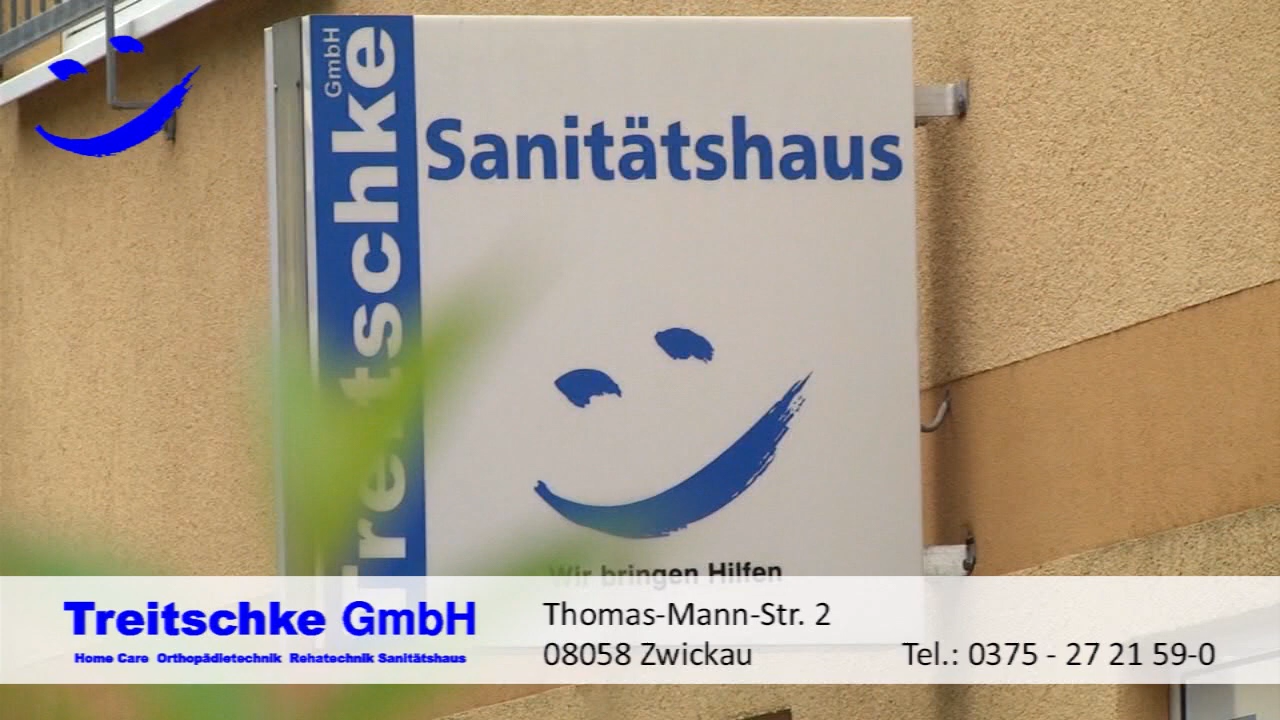 Treitschke GmbH
Sanitätshaus
Wir bringen Hilfen
Treitschke GmbH
Home Care Orthopädietechnik Rehatechnik Sanitätshaus
Thomas-Mann-Str. 2
08058 Zwickau
Tel.: 0375 - 27 21 59-0